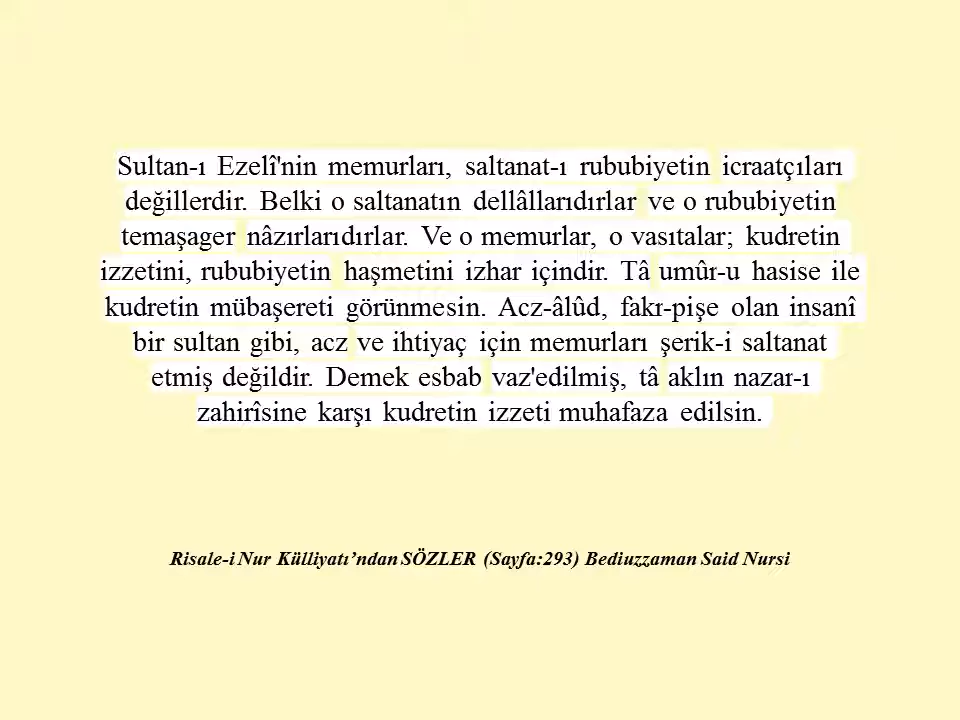 Sultan-ı Ezelî'nin memurları, saltanat-ı rububiyetin icraatçıları
değillerdir. Belki o saltanatın dellâllarıdırlar ve o rububiyetin
temaşager nâzırlarıdırlar. Ve o memurlar, o vasıtalar; kudretin
izzetini, rububiyetin haşmetini izhar içindir. Tâ umûr-u hasise ile
kudretin mübaşereti görünmesin. Acz-âlûd, fakr-pişe olan insanî
bir sultan gibi, acz ve ihtiyaç için memurları şerik-i saltanat
etmiş değildir. Demek esbab vaz'edilmiş, tâ aklın nazar-ı
zahirîsine karşı kudretin izzeti muhafaza edilsin.
Risale-i Nur Külliyatı’ndan SÖZLER (Sayfa:293) Bediuzzaman Said Nursi